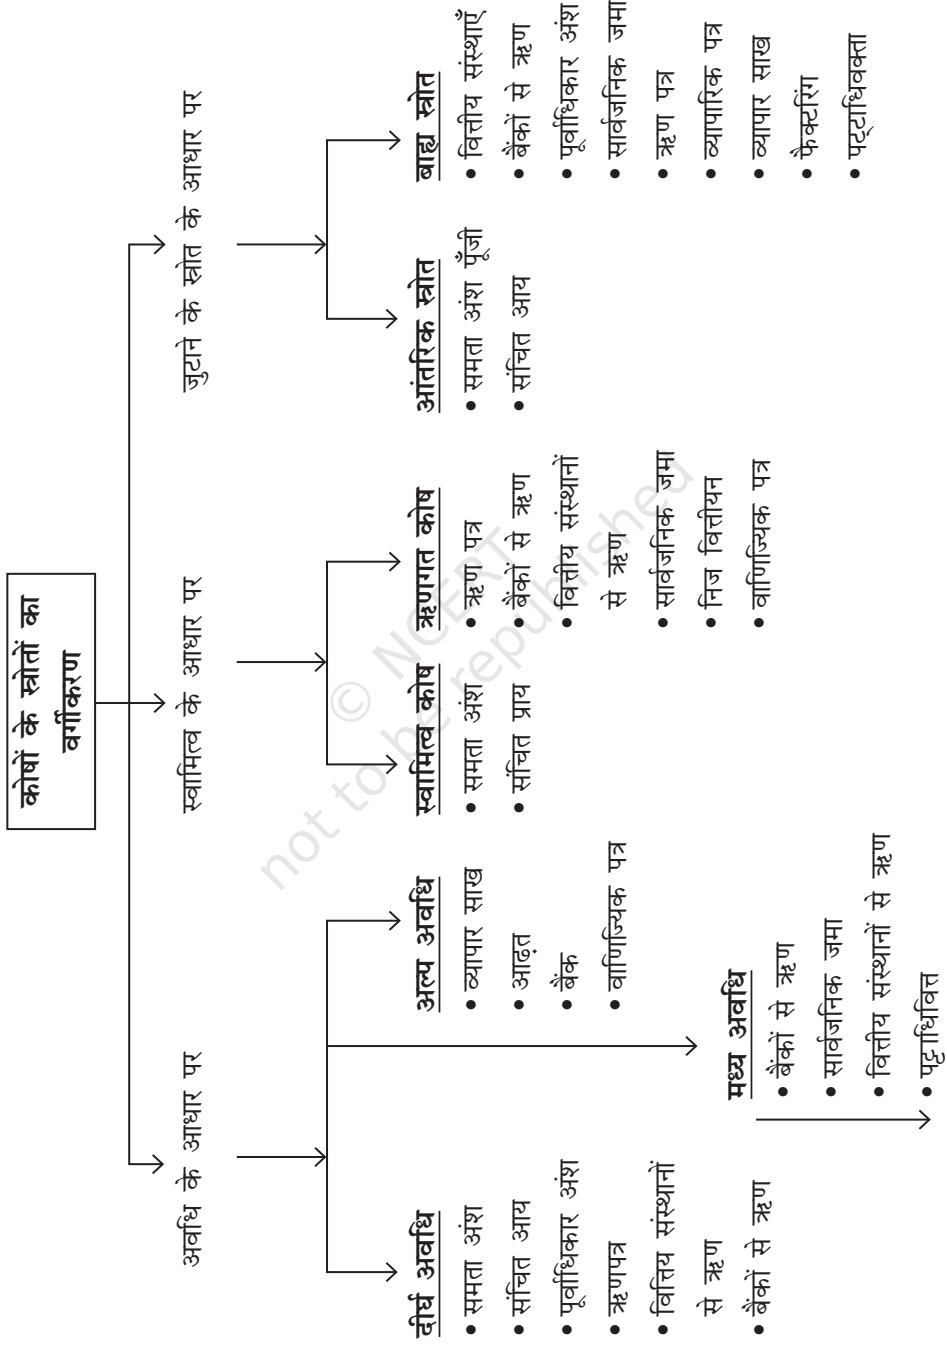 कोषों के स्त्रोतों का
वर्गीकरण
अवधि के आधार पर
स्वामित्व के आधार पर
जुटाने के स्त्रोत के आधार पर
दीर्घ अवधि
• समता अंश
• संचित आय
• पूर्वाधिकार अंश
• ऋणपत्र
• वित्तिय संस्थानों
से ऋण
• बैंकों से ऋण
अल्प अवधि
• व्यापार साख
• आढ़त
• बैंक
• वाणिज्यिक पत्र
मध्य अवधि
• बैंकों से ऋण
• सार्वजनिक जमा
• वित्तीय संस्थानों से ऋण
• पट्टाधिवित्त
स्वामित्व कोष
• समता अंश
• संचित प्राय
ऋणगत कोष
• ऋण पत्र
• बैंकों से ऋण
• वित्तीय संस्थानों
से ऋण
• सार्वजनिक जमा
• निज वित्तीयन
• वाणिज्यिक पत्र
आंतरिक स्त्रोत
• समता अंश पूँजी
• संचित आय
बाह्य स्त्रोत
• वित्तीय संस्थाएँ
• बैंकों से ऋण
• पूर्वाधिकार अंश
• सार्वजनिक जमा
• ऋण पत्र
• व्यापारिक पत्र
• व्यापार साख
• फैक्टरिंग
• पट्टाधिवक्ता
© NCERT
not to be republished